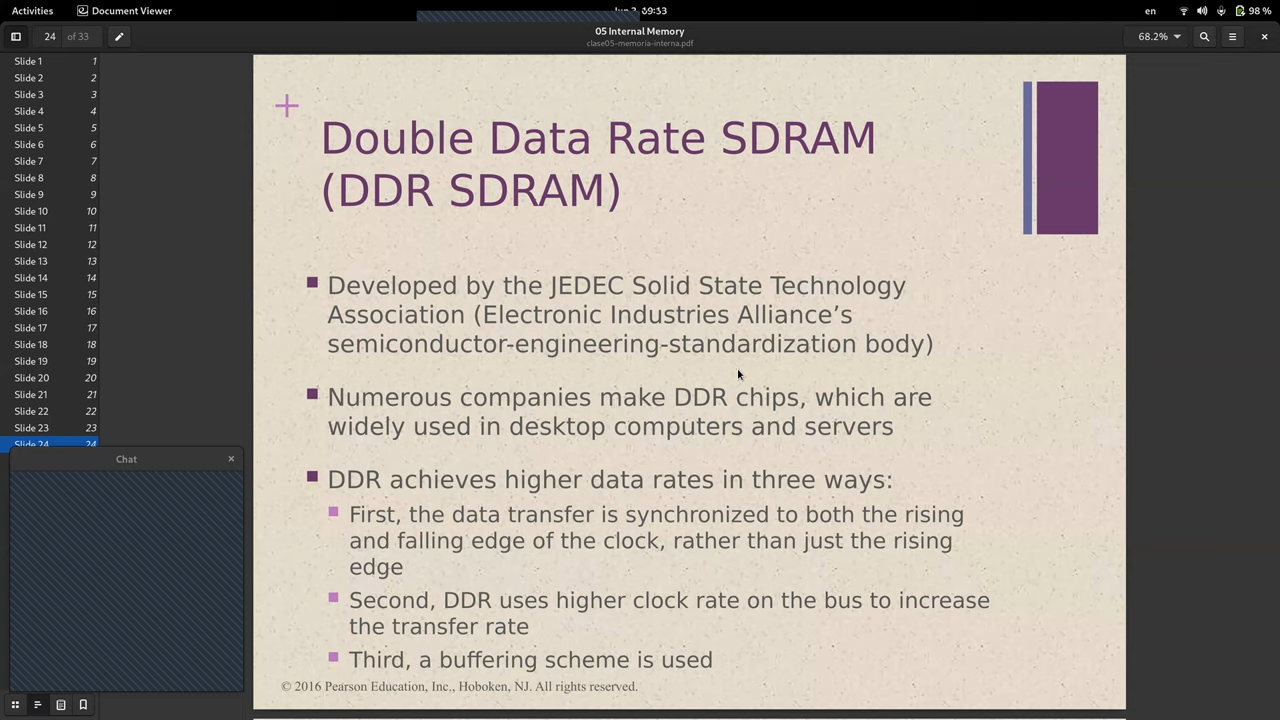 Activities
Document Viewer
en
98 %
24 of 33
05 Internal Memory
clase05-memoria-interna.pdf
68.2%
Slide 1 1
Slide 2 2
Slide 3 3
Slide 4 4
Slide 5 5
Slide 6 6
Slide 7 7
Slide 8 8
Slide 9 9
Slide 10 10
Slide 11 11
Slide 12 12
Slide 13 13
Slide 14 14
Slide 15 15
Slide 16 16
Slide 17 17
Slide 18 18
Slide 19 19
Slide 20 20
Slide 21 21
Slide 22 22
Slide 23 23
Slide 24 24
Chat
+
Double Data Rate SDRAM
(DDR SDRAM)
Developed by the JEDEC Solid State Technology
Association (Electronic Industries Alliance’s
semiconductor-engineering-standardization body)
Numerous companies make DDR chips, which are
widely used in desktop computers and servers
DDR achieves higher data rates in three ways:
First, the data transfer is synchronized to both the rising
and falling edge of the clock, rather than just the rising
edge
Second, DDR uses higher clock rate on the bus to increase
the transfer rate
Third, a buffering scheme is used
© 2016 Pearson Education, Inc., Hoboken, NJ. All rights reserved.